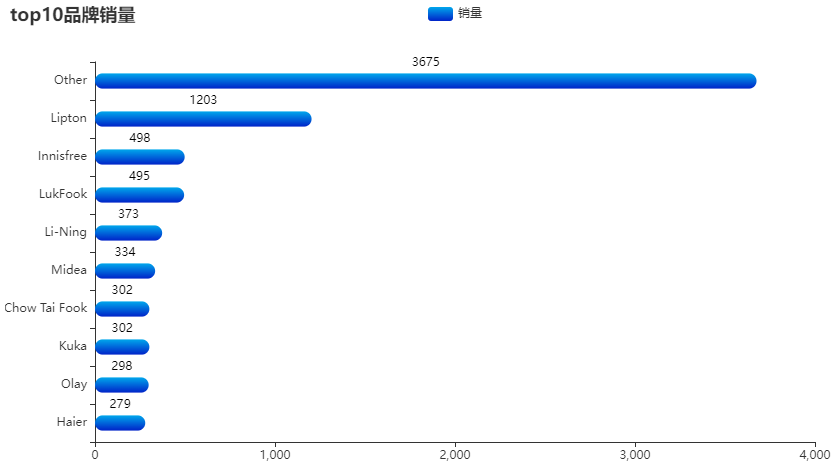 top10品牌销量
销量
Other 3675
Lipton 1203
Innisfree 498
LukFook 495
Li-Ning 373
Midea 334
Chow Tai Fook 302
Kuka 302
Olay 298
Haier 279
0 1,000 2,000 3,000 4,000